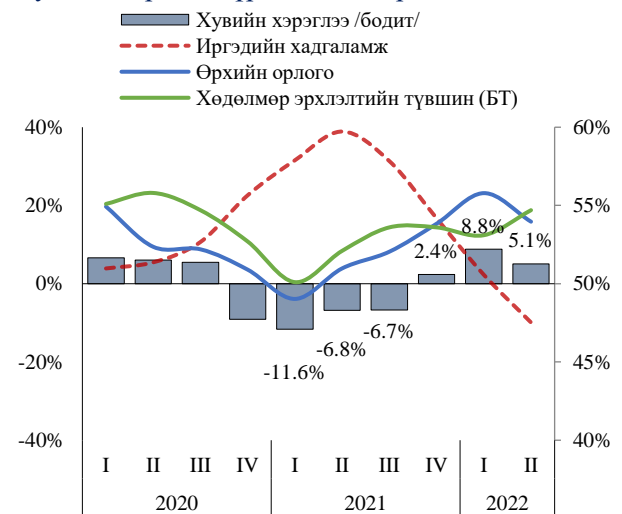 Хувийн хэрэглээ /бодит/
Иргэдийн хадгаламж
Өрхийн орлого
Хөдөлмөр эрхлэлтийн түвшин (БТ)
40% 60%
20% 55%
0% 50%
-20% 45%
-40% 40%
8.8%
5.1%
2.4%
-6.7%
-6.8%
-11.6%
I II III IV I II III IV I II
2020 2021 2022